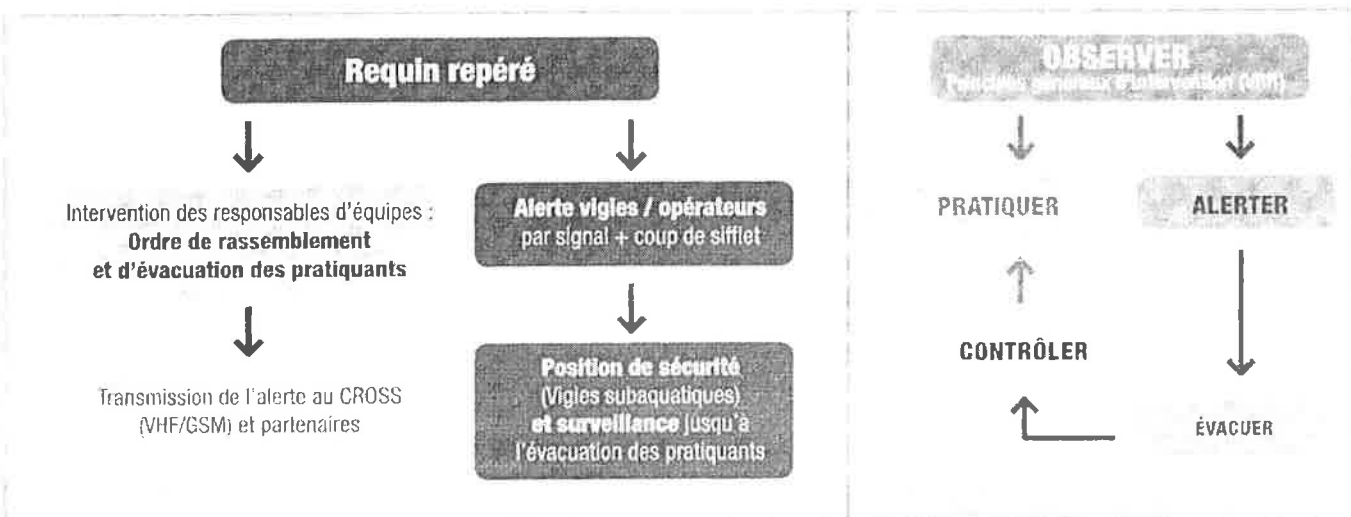 Requin repéré
Intervention des responsables d'équipes :
Ordre de rassemblement
et d'évacuation des pratiquants
Transmission de l'alerte au CROSS
(VHF/GSM) et partenaires
Alerte vigies / opérateurs
par signal + coup de sifflet
Position de sécurité
(Vigies subaquatiques)
et surveillance jusqu'à
l'évacuation des pratiquants
OBSERVER
d'intervention
PRATIQUER
ALERTER
CONTRÔLER
ÉVACUER